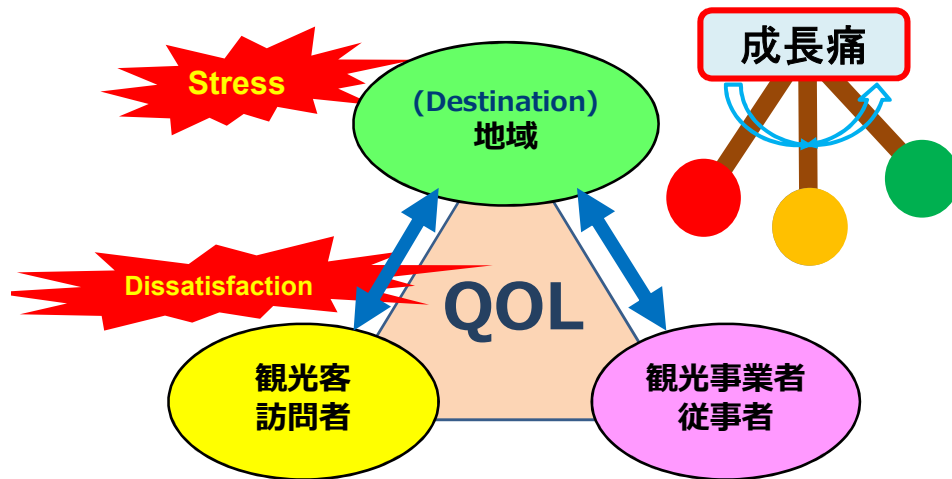 成長痛
Stress
(Destination)
地域
Dissatisfaction
QOL
観光客
訪問者
観光事業者
従事者